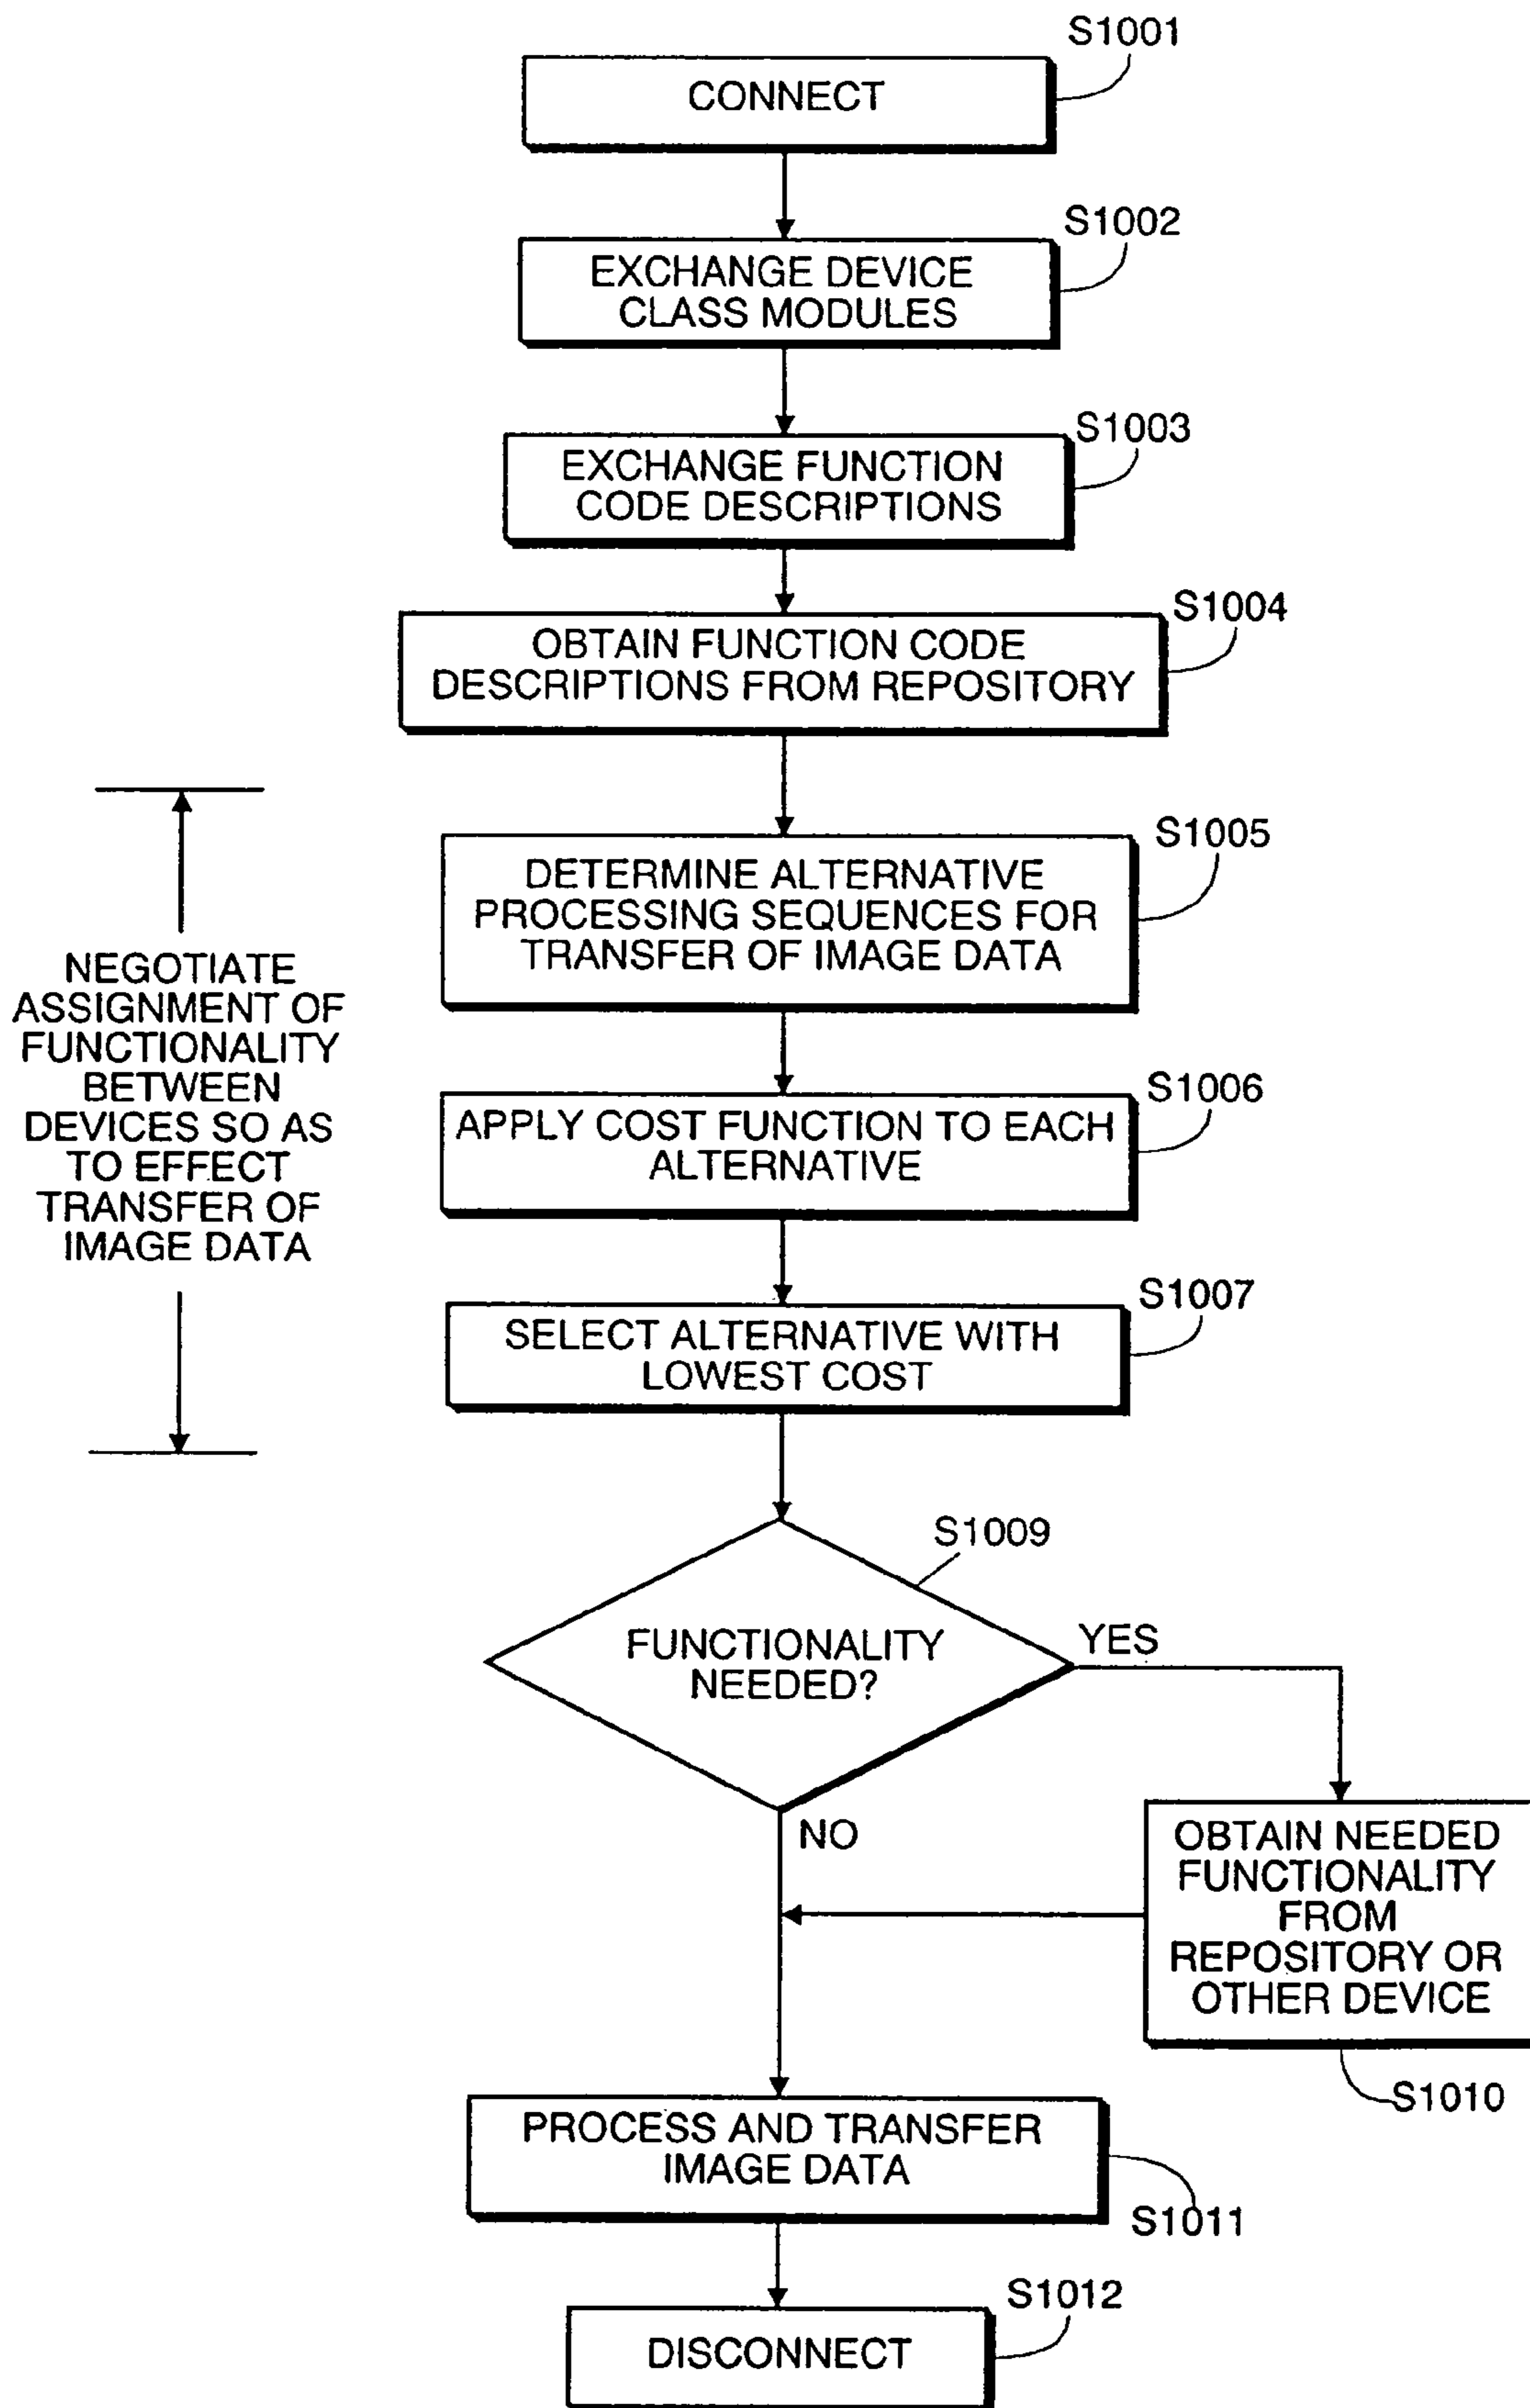 S1001
CONNECT
S1002
EXCHANGE DEVICE
CLASS MODULES
S1003
EXCHANGE FUNCTION
CODE DESCRIPTIONS
S1004
OBTAIN FUNCTION CODE
DESCRIPTIONS FROM REPOSITORY
NEGOTIATE
ASSIGNMENT OF
FUNCTIONALITY
BETWEEN
DEVICES SO AS
TO EFFECT
TRANSFER OF
IMAGE DATA
S1005
DETERMINE ALTERNATIVE
PROCESSING SEQUENCES FOR
TRANSFER OF IMAGE DATA
S1006
APPLY COST FUNCTION TO EACH
ALTERNATIVE
S1007
SELECT ALTERNATIVE WITH
LOWEST COST
S1009
FUNCTIONALITY
NEEDED?
YES
NO
OBTAIN NEEDED
FUNCTIONALITY
FROM
REPOSITORY OR
OTHER DEVICE
S1010
PROCESS AND TRANSFER
IMAGE DATA
S1011
S1012
DISCONNECT